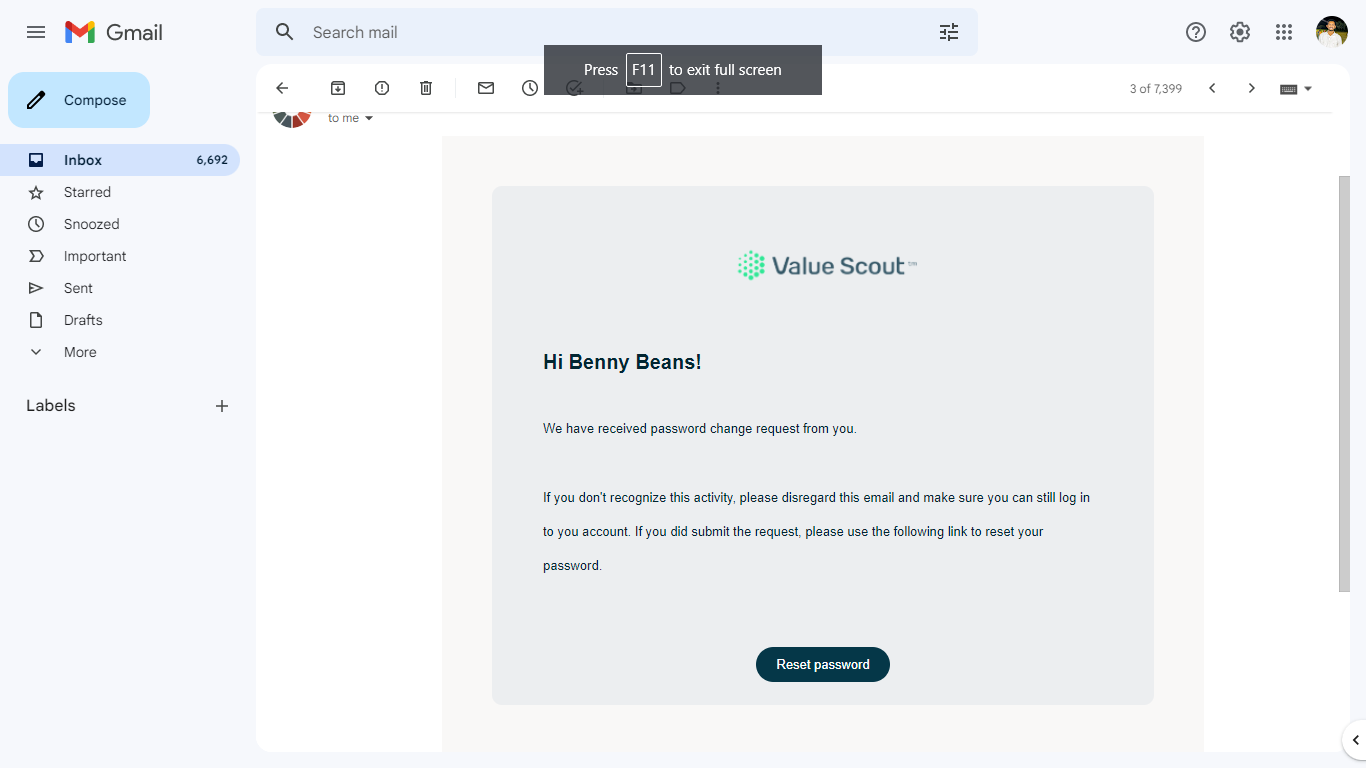 Gmail
Search mail
Press F11 to exit full screen
Compose
3 of 7,399
to me
Inbox 6,692
Starred
Snoozed
Important
Sent
Drafts
More
Labels
Value Scout™
Hi Benny Beans!
We have received password change request from you.
If you don't recognize this activity, please disregard this email and make sure you can still log in
to you account. If you did submit the request, please use the following link to reset your
password.
Reset password